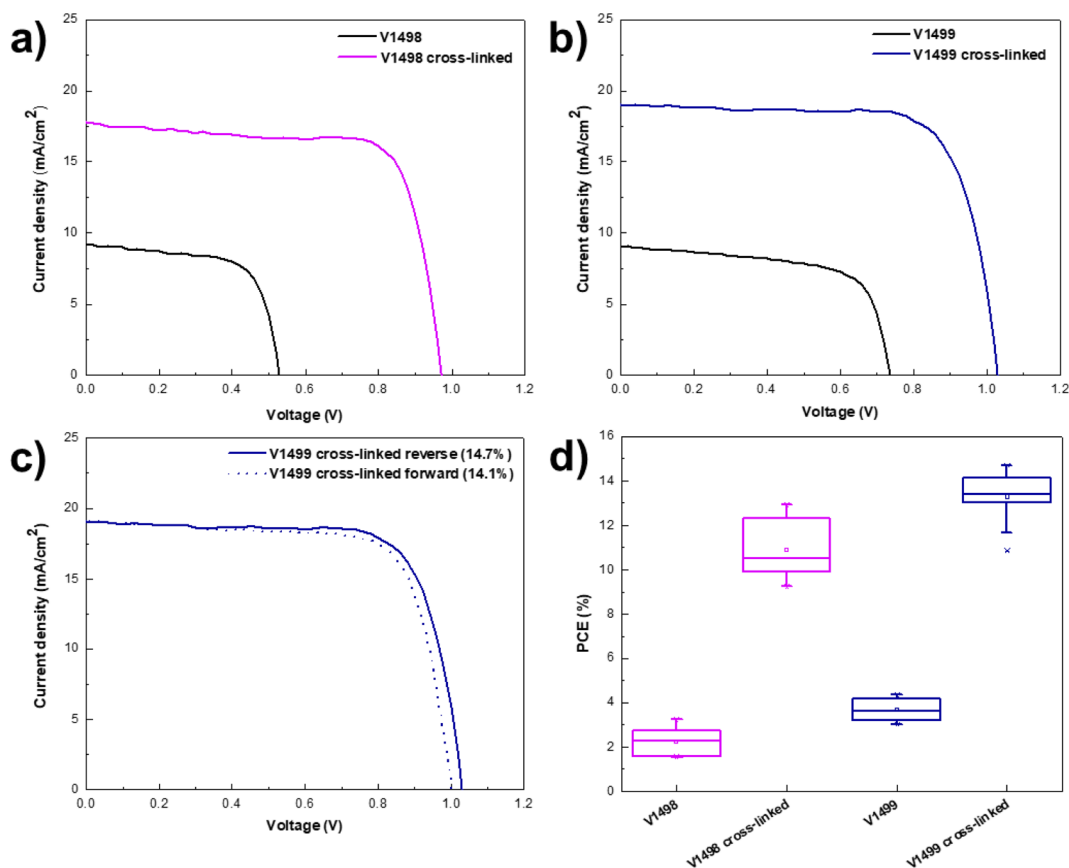 a)
V1498
V1498 cross-linked
25
20
15
10
5
0
0.0 0.2 0.4 0.6 0.8 1.0 1.2
Current density (mA/cm²)
Voltage (V)
b)
V1499
V1499 cross-linked
25
20
15
10
5
0
0.0 0.2 0.4 0.6 0.8 1.0 1.2
Current density (mA/cm²)
Voltage (V)
c)
V1499 cross-linked reverse (14.7%)
V1499 cross-linked forward (14.1%)
25
20
15
10
5
0
0.0 0.2 0.4 0.6 0.8 1.0 1.2
Current density (mA/cm²)
Voltage (V)
d)
16
14
12
10
8
6
4
2
0
PCE (%)
V1498
V1498 cross-linked
V1499
V1499 cross-linked